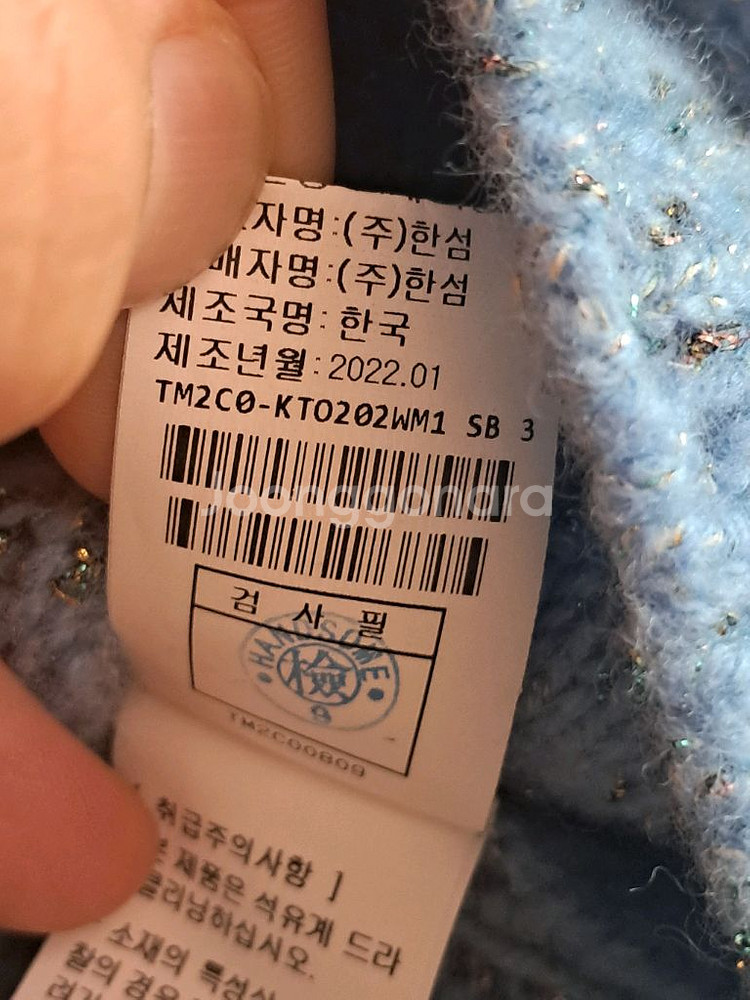 자명:(주)한섬
매자명:(주)한섬
제조국명: 한국
제조년월:2022.01
TM2C0-KTO202WM1 SB 3
Joonggonara
검 사 필
HANDSOME
檢
TM2C00809
취급주의사항 ]
제품은 석유계 드라
클리닝하십시오.
소재의 특성상